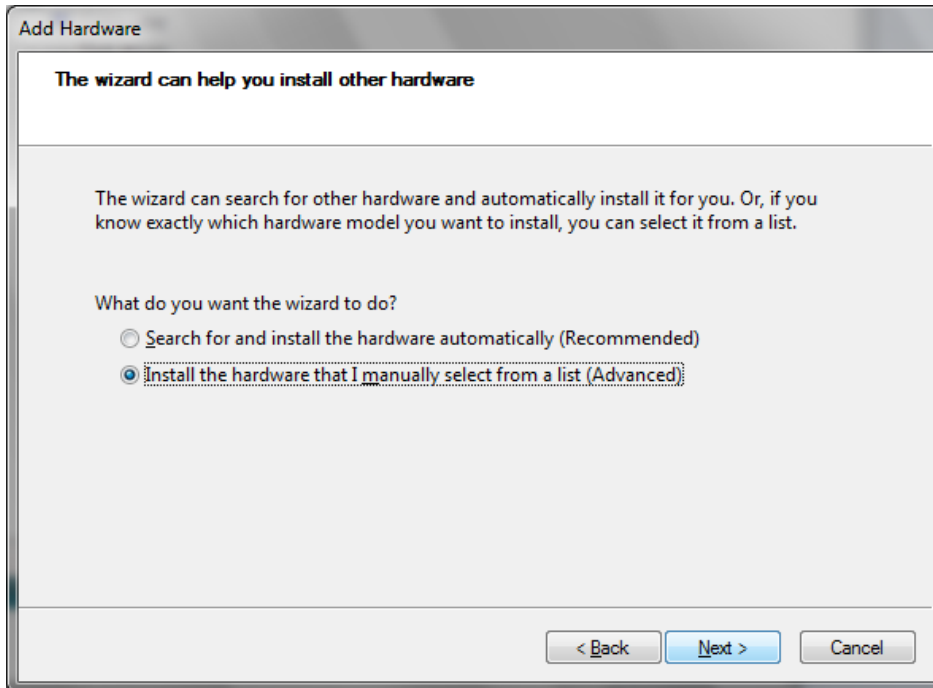 Add Hardware
The wizard can help you install other hardware
The wizard can search for other hardware and automatically install it for you. Or, if you
know exactly which hardware model you want to install, you can select it from a list.
What do you want the wizard to do?
Search for and install the hardware automatically (Recommended)
Install the hardware that I manually select from a list (Advanced)
< Back Next > Cancel